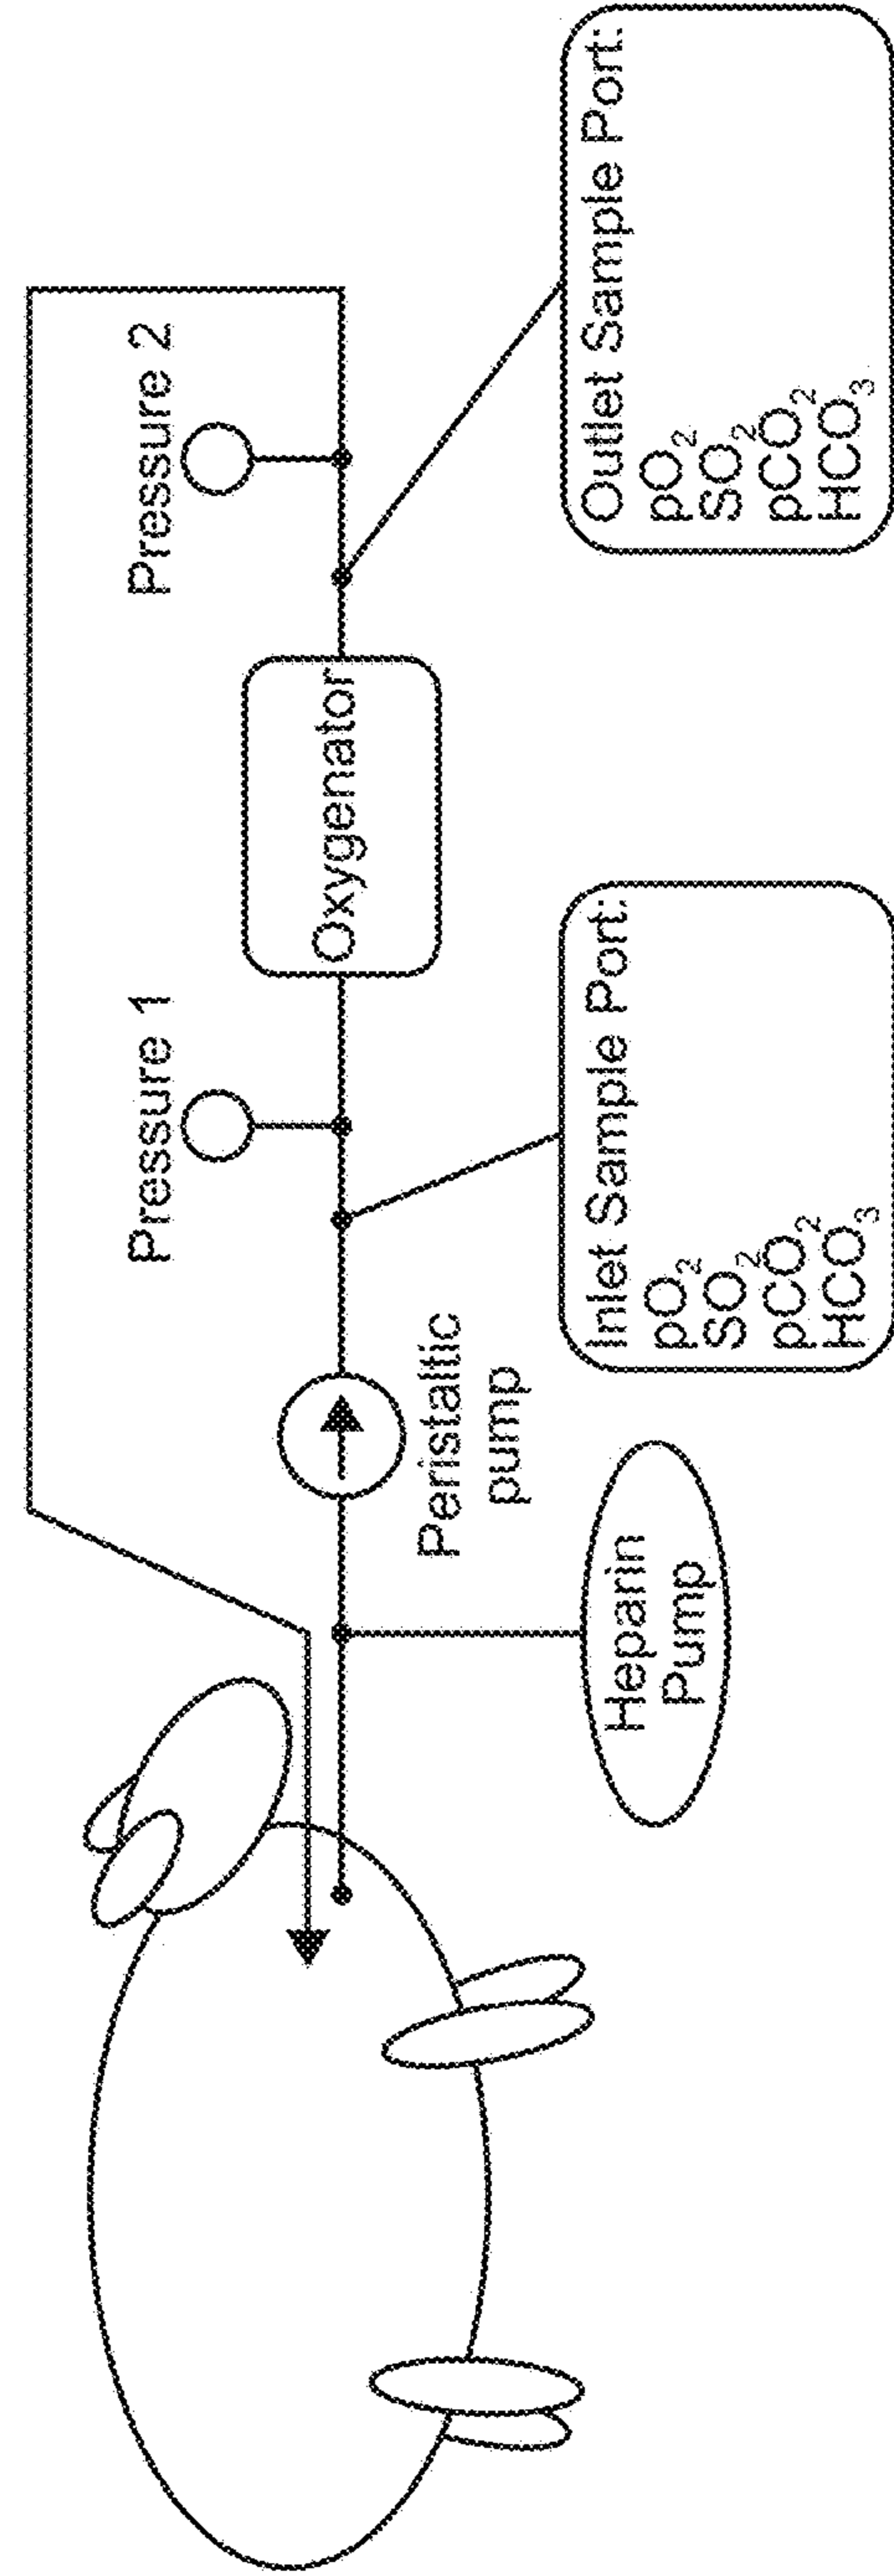 Pressure 1
Pressure 2
Oxygenator
Peristaltic
pump
Heparin
Pump
Inlet Sample Port:
pO₂
SO₂
pCO₂
HCO₃
Outlet Sample Port:
pO₂
SO₂
pCO₂
HCO₃